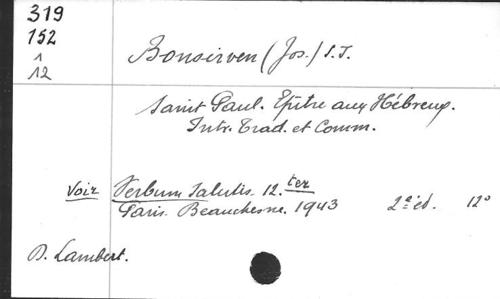 319
152
1
12
Bonsirven (Jos.) S.J.
Saint Paul. Epître aux Hébreux.
Intr. Trad. et Comm.
Voir Verbum Salutis. 12. ter
Paris. Beauchesne. 1943 2e éd. 12°
D. Lambert.